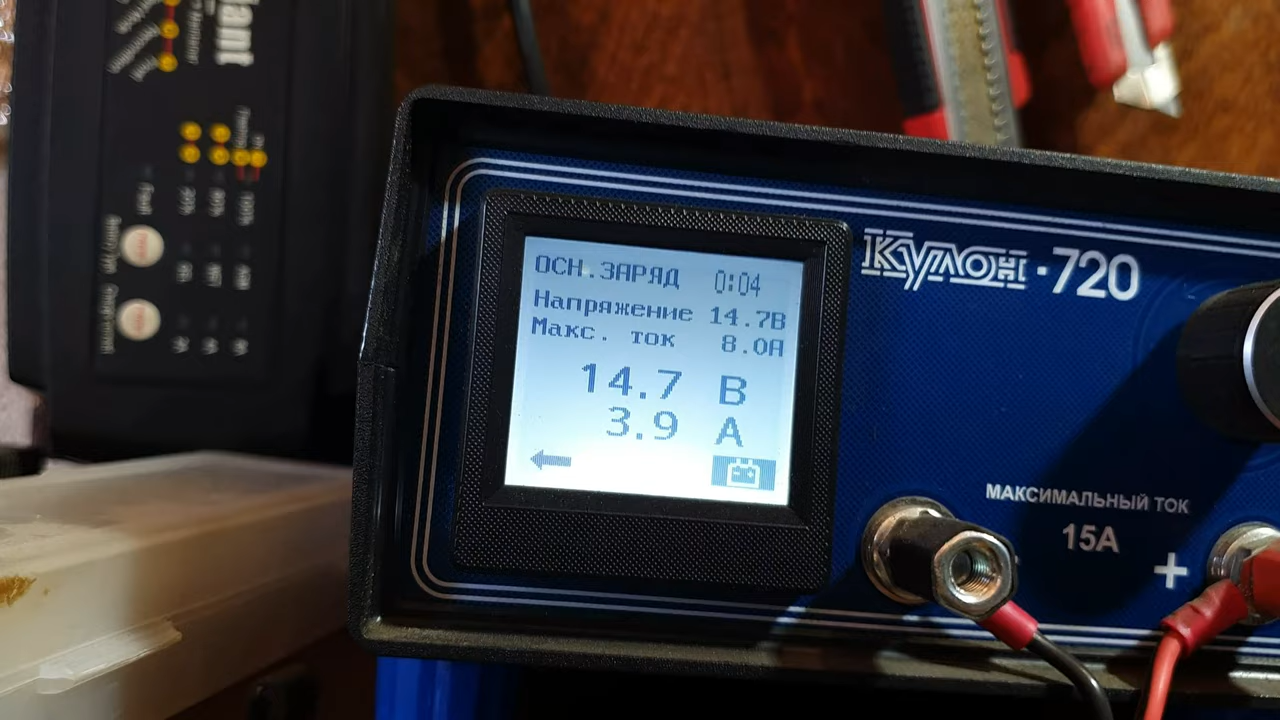 ОСН.ЗАРЯД 0:04
Напряжение 14.7В
Макс. ток 8.0А
14.7 В
3.9 А
КУЛОН-720
МАКСИМАЛЬНЫЙ ТОК
15А
+